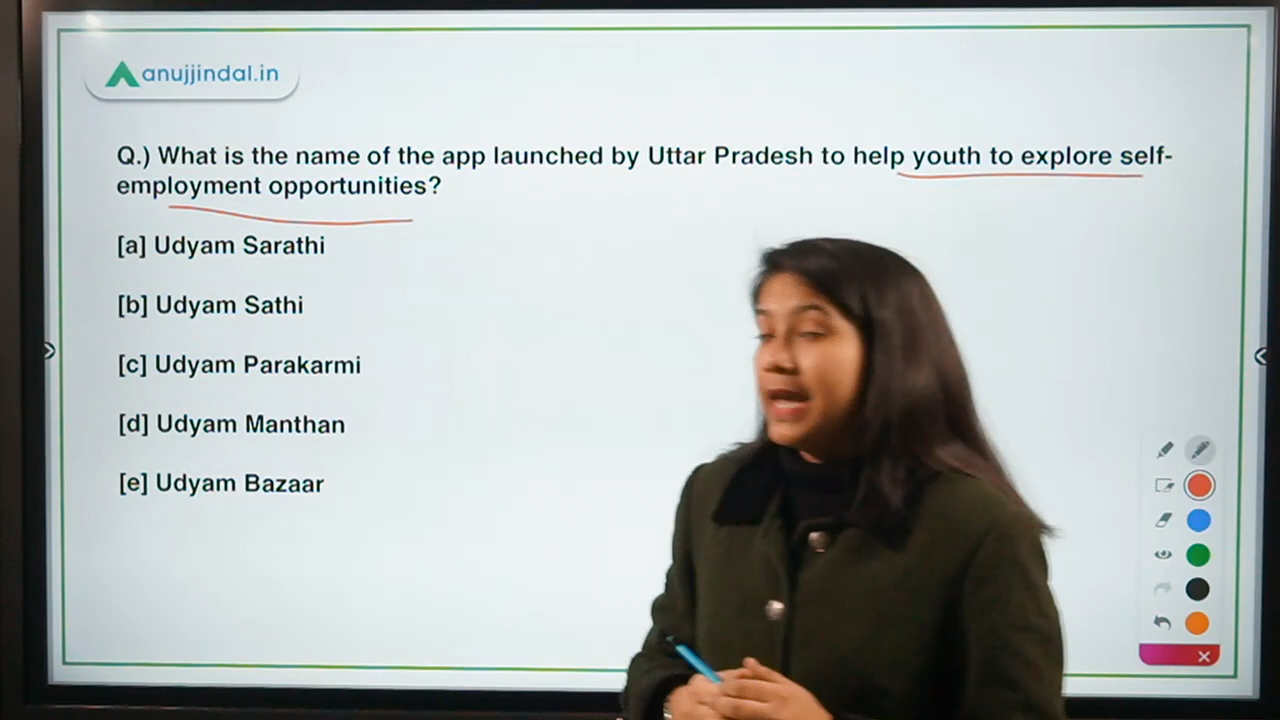 anujjindal.in
Q.) What is the name of the app launched by Uttar Pradesh to help youth to explore self-
employment opportunities?
[a] Udyam Sarathi
[b] Udyam Sathi
[c] Udyam Parakarmi
[d] Udyam Manthan
[e] Udyam Bazaar